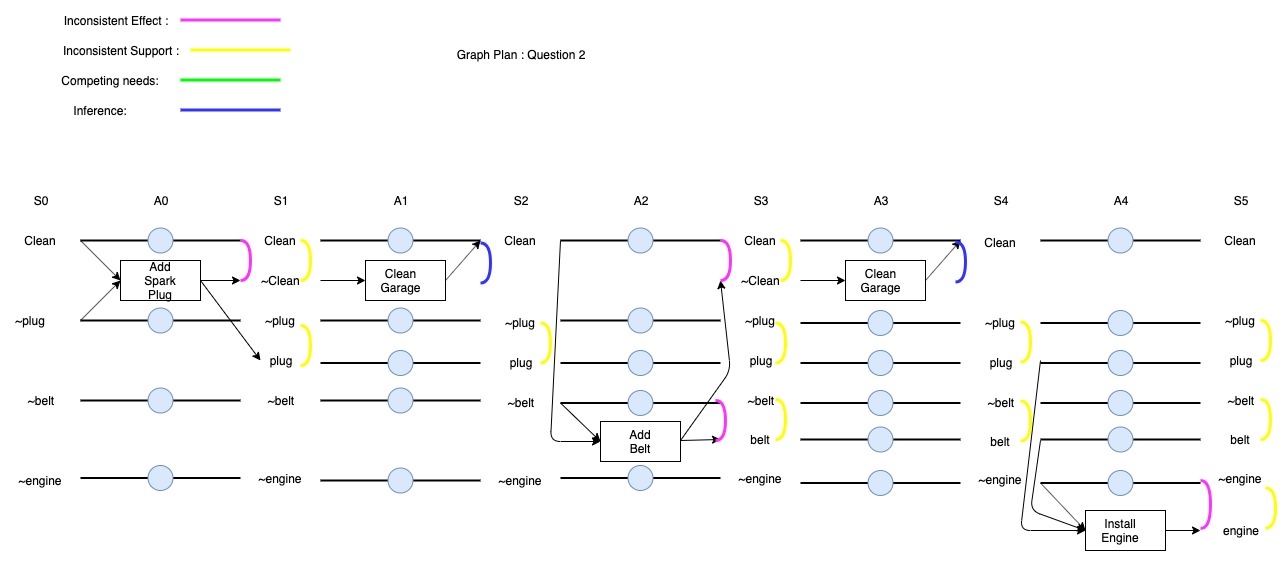 Inconsistent Effect :
Inconsistent Support :
Graph Plan : Question 2
Competing needs:
Inference:
S0 A0 S1 A1 S2 A2 S3 A3 S4 A4 S5
Clean Clean Clean Clean Clean Clean
Add
Spark
Plug
~Clean
Clean
Garage
~Clean
Clean
Garage
~plug ~plug ~plug ~plug ~plug ~plug
plug plug plug plug plug
~belt ~belt ~belt ~belt ~belt ~belt
Add
Belt
belt belt belt
~engine ~engine ~engine ~engine ~engine ~engine
Install
Engine
engine